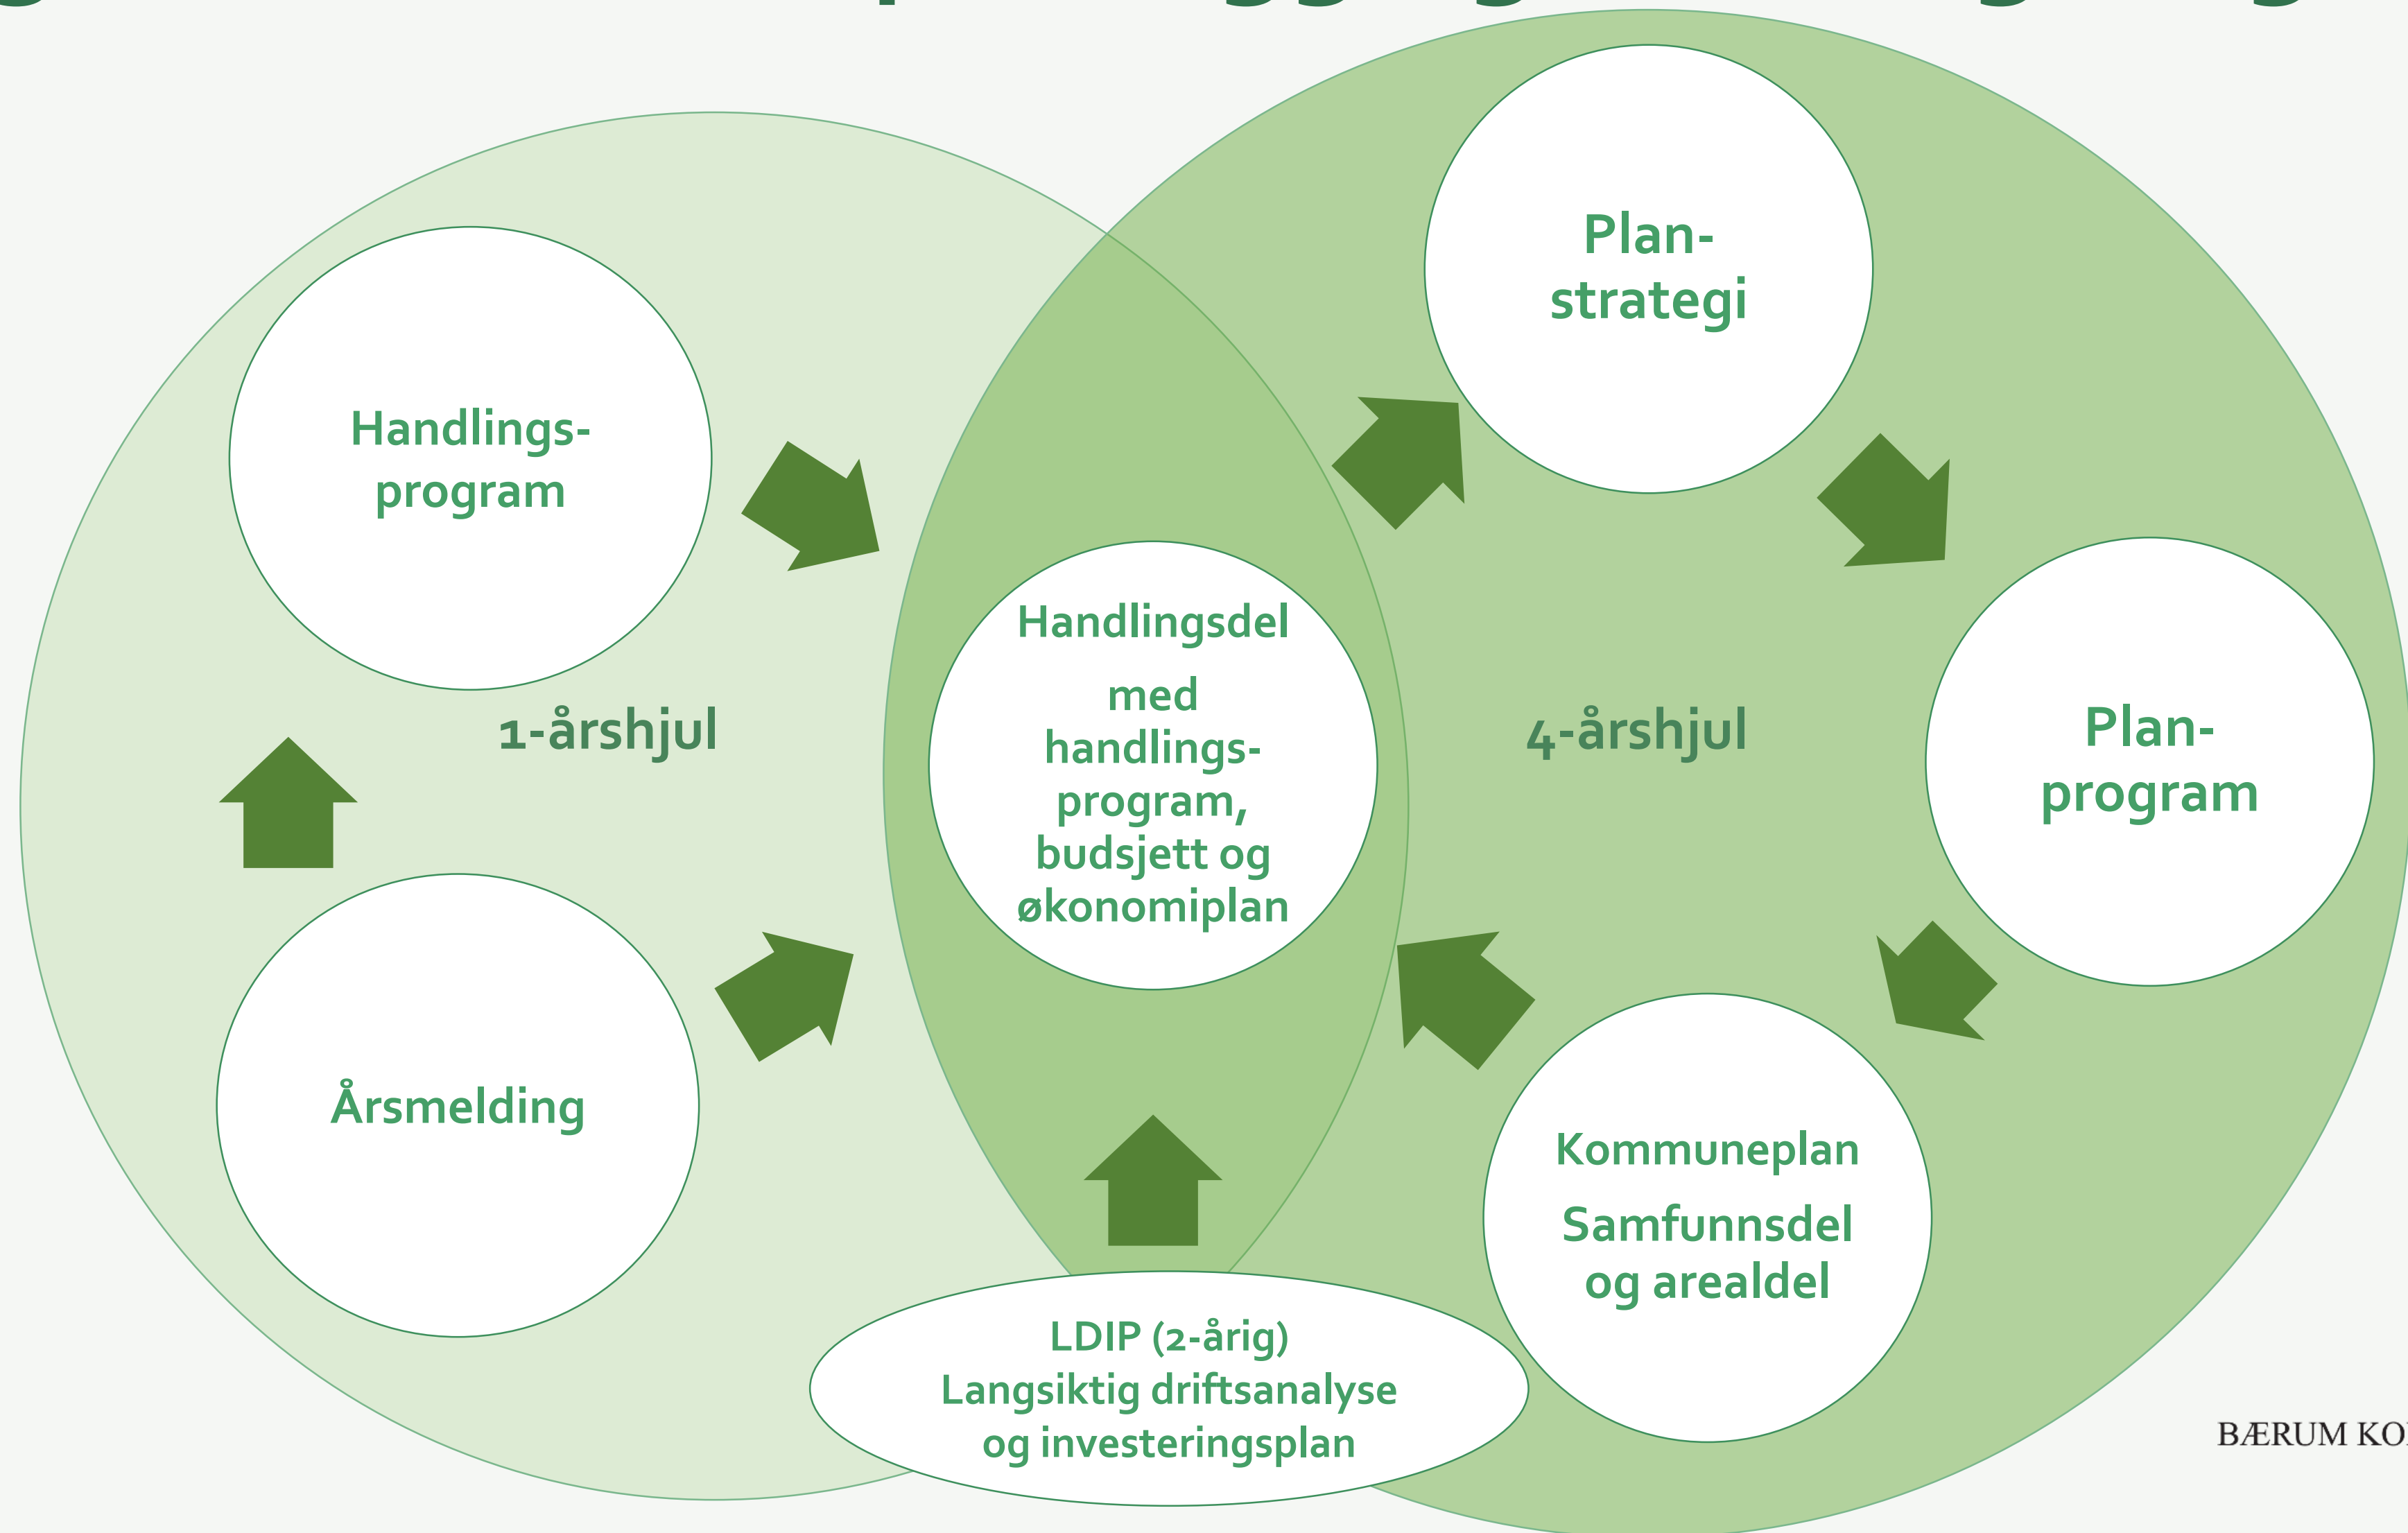 Handlings-
program
1-årshjul
Årsmelding
Handlingsdel
med
handlings-
program,
budsjett og
økonomiplan
LDIP (2-årig)
Langsiktig driftsanalyse
og investeringsplan
Plan-
strategi
4-årshjul
Plan-
program
Kommuneplan
Samfunnsdel
og arealdel
BÆRUM